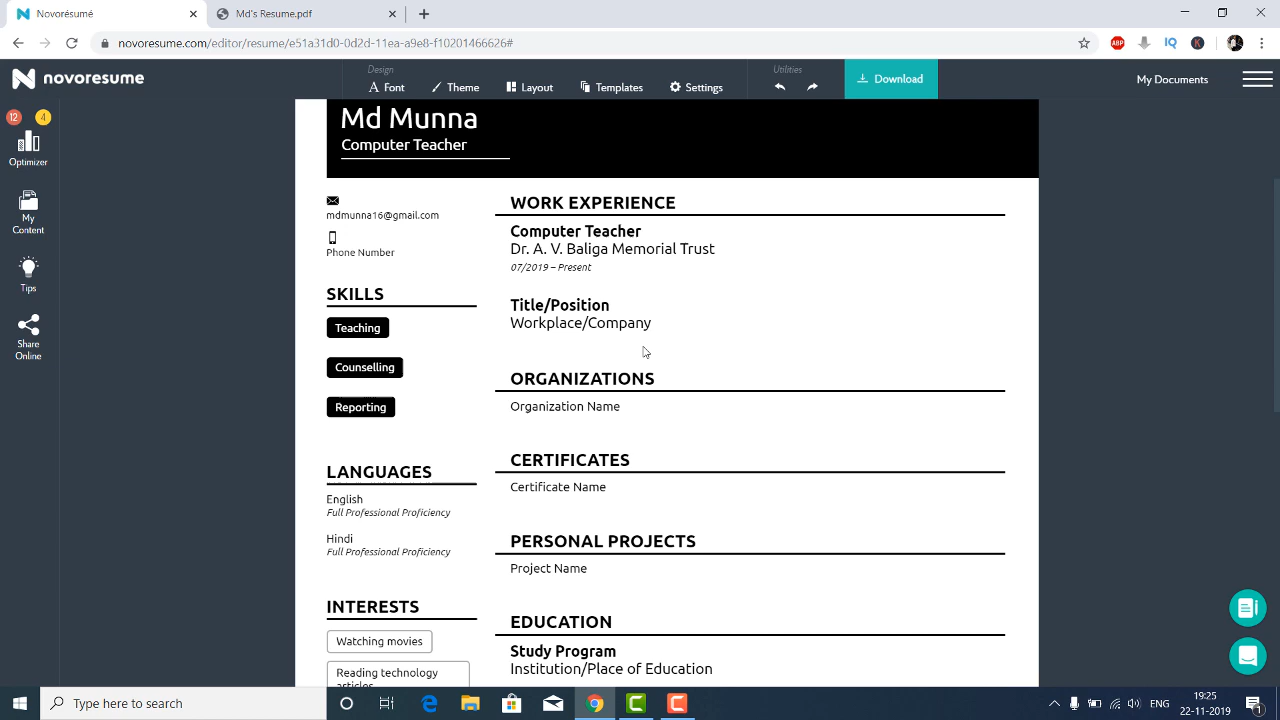 Novorésumé
Md's Resume.pdf
novoresume.com/editor/resume/e51a31d0-0d2d-11ea-a9e8-f10201466626#
ABP
IQ
K
novoresume
Design
Font
Theme
Layout
Templates
Settings
Utilities
Download
My Documents
12
4
Optimizer
My
Content
Tips
Share
Online
Md Munna
Computer Teacher
mdmunna16@gmail.com
Phone Number
SKILLS
Teaching
Counselling
Reporting
LANGUAGES
English
Full Professional Proficiency
Hindi
Full Professional Proficiency
INTERESTS
Watching movies
Reading technology
articles
WORK EXPERIENCE
Computer Teacher
Dr. A. V. Baliga Memorial Trust
07/2019 – Present
Title/Position
Workplace/Company
ORGANIZATIONS
Organization Name
CERTIFICATES
Certificate Name
PERSONAL PROJECTS
Project Name
EDUCATION
Study Program
Institution/Place of Education
Type here to search
ENG
19:25
22-11-2019